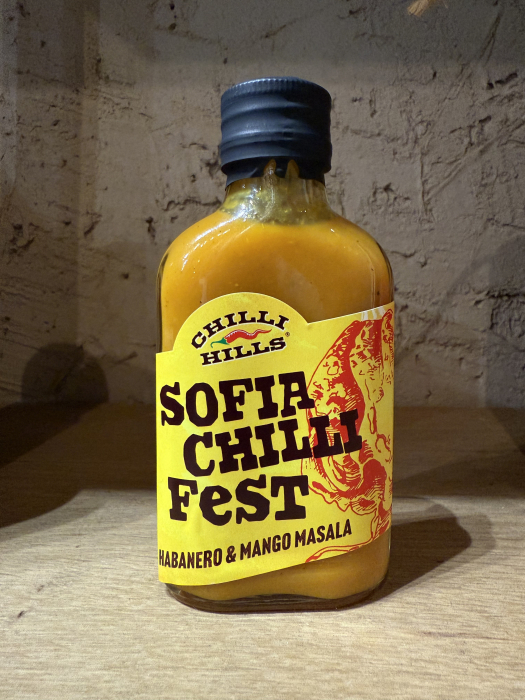 CHILLI
HILLS®
SOFIA
CHILLI
FeST
HABANERO & MANGO MASALA